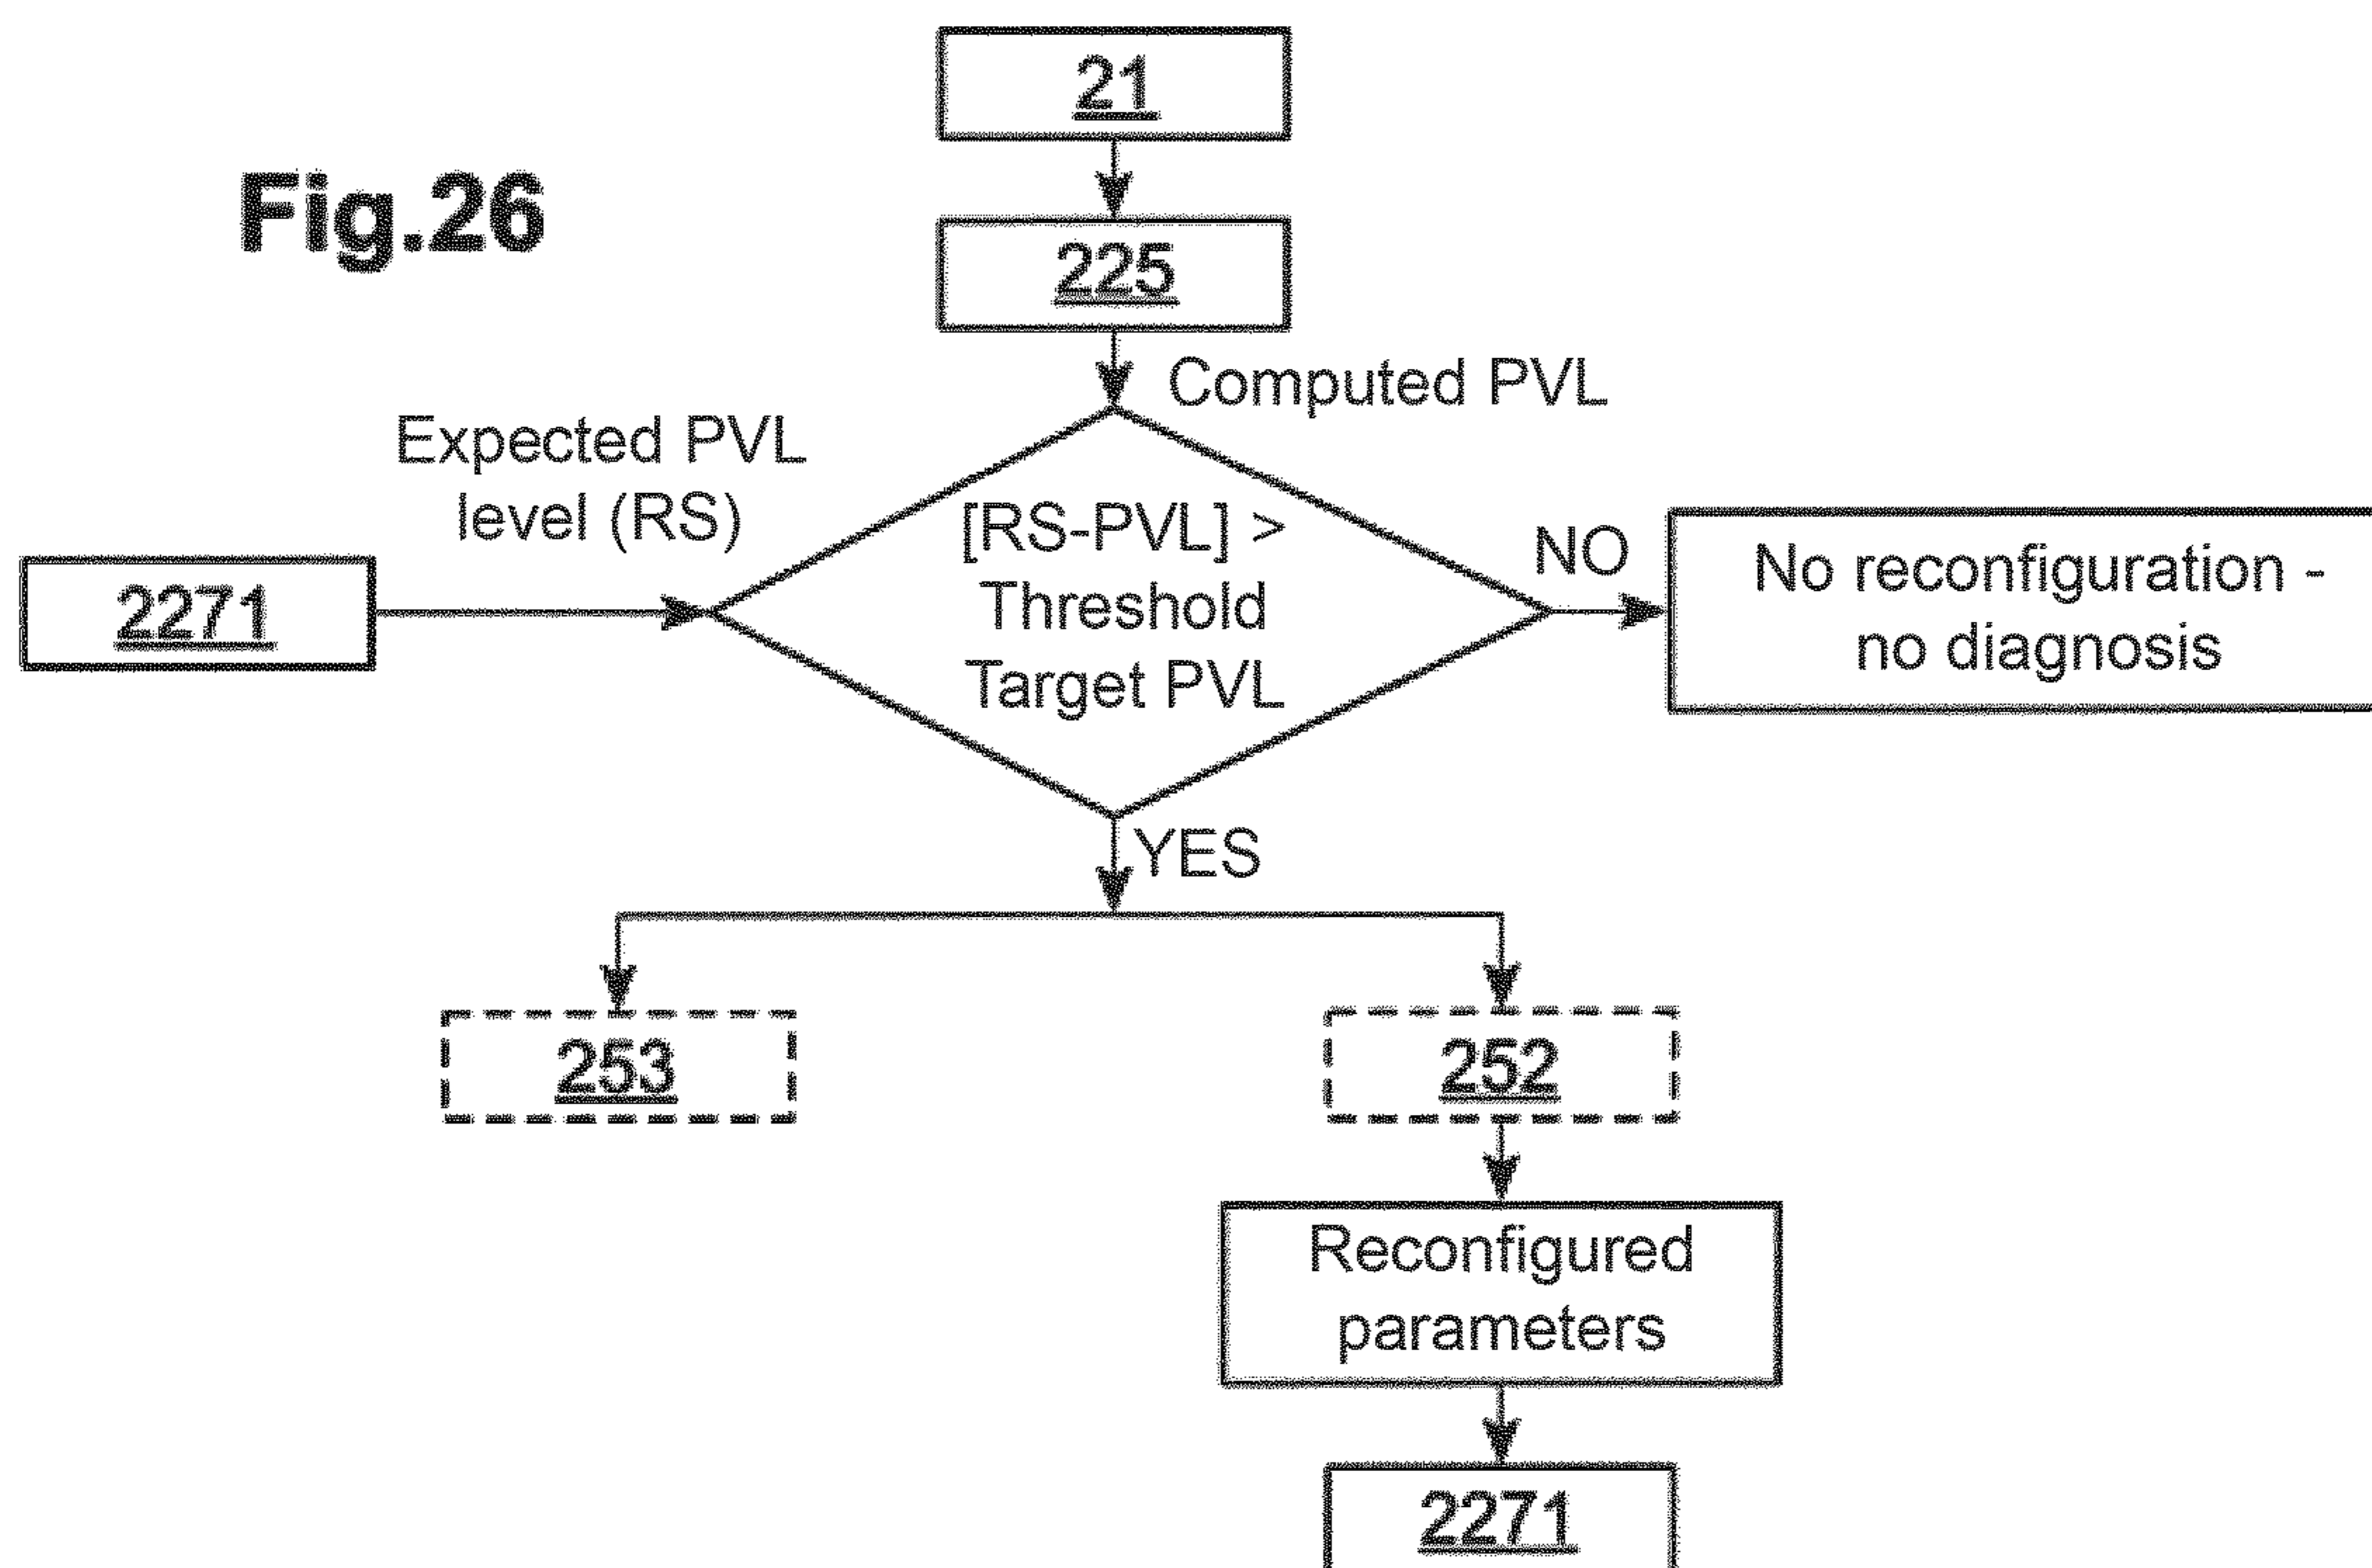 21
Fig.26
225
Computed PVL
Expected PVL
level (RS)
[RS-PVL] >
Threshold
Target PVL
NO
No reconfiguration -
no diagnosis
2271
YES
253
252
Reconfigured
parameters
2271